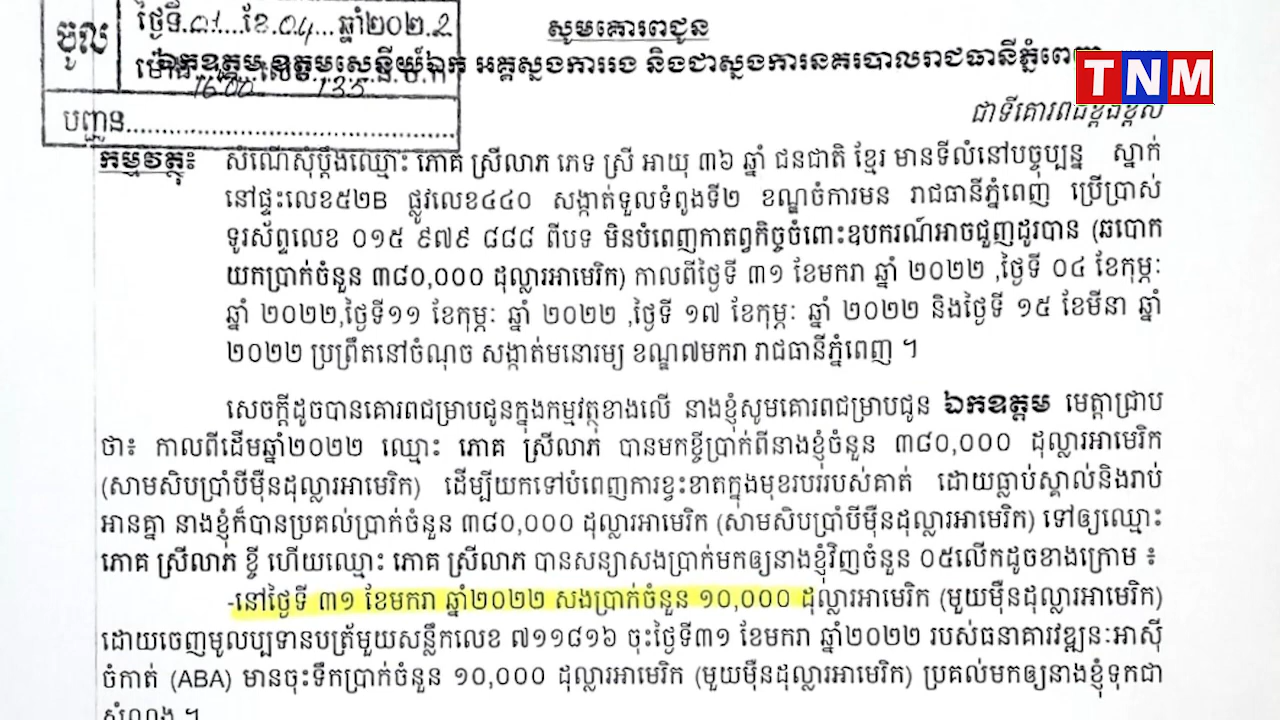 ចូល
ថ្ងៃទី.01....ខែ.04... ឆ្នាំ២០២.2
សូមគោរពជូន
ឯកឧត្តម ឧត្តមសេនីយ៍ឯក អគ្គស្នងការរង និងជាស្នងការនគរបាលរាជធានីភ្នំពេញ
1600 135
TNM
បញ្ជូន
ជាទីគោរពដ៏ខ្ពង់ខ្ពស់
កម្មវត្ថុ៖ សំណើសុំប្តឹងឈ្មោះ ភោគ ស្រីលាភ ភេទ ស្រី អាយុ ៣៦ ឆ្នាំ ជនជាតិ ខ្មែរ មានទីលំនៅបច្ចុប្បន្ន ស្នាក់
នៅផ្ទះលេខ៥២B ផ្លូវលេខ៤៤០ សង្កាត់ទួលទំពូងទី២ ខណ្ឌចំការមន រាជធានីភ្នំពេញ ប្រើប្រាស់
ទូរស័ព្ទលេខ ០១៥ ៩៧៩ ៨៨៨ ពីបទ មិនបំពេញកាតព្វកិច្ចចំពោះឧបករណ៍អាចជួញដូរបាន (ឆបោក
យកប្រាក់ចំនួន ៣៨០,០០០ ដុល្លារអាមេរិក) កាលពីថ្ងៃទី ៣១ ខែមករា ឆ្នាំ ២០២២ ,ថ្ងៃទី ០៤ ខែកុម្ភៈ
ឆ្នាំ ២០២២,ថ្ងៃទី១១ ខែកុម្ភៈ ឆ្នាំ ២០២២ ,ថ្ងៃទី ១៧ ខែកុម្ភៈ ឆ្នាំ ២០២២ និងថ្ងៃទី ១៥ ខែមីនា ឆ្នាំ
២០២២ ប្រព្រឹតនៅចំណុច សង្កាត់មនោរម្យ ខណ្ឌ៧មករា រាជធានីភ្នំពេញ ។
សេចក្តីដូចបានគោរពជម្រាបជូនក្នុងកម្មវត្ថុខាងលើ នាងខ្ញុំសូមគោរពជម្រាបជូន ឯកឧត្តម មេត្តាជ្រាប
ថា៖ កាលពីដើមឆ្នាំ២០២២ ឈ្មោះ ភោគ ស្រីលាភ បានមកខ្ចីប្រាក់ពីនាងខ្ញុំចំនួន ៣៨០,០០០ ដុល្លារអាមេរិក
(សាមសិបប្រាំបីម៉ឺនដុល្លារអាមេរិក) ដើម្បីយកទៅបំពេញការខ្វះខាតក្នុងមុខរបររបស់គាត់ ដោយធ្លាប់ស្គាល់និងរាប់
អានគ្នា នាងខ្ញុំក៏បានប្រគល់ប្រាក់ចំនួន ៣៨០,០០០ ដុល្លារអាមេរិក (សាមសិបប្រាំបីម៉ឺនដុល្លារអាមេរិក) ទៅឲ្យឈ្មោះ
ភោគ ស្រីលាភ ខ្ចី ហើយឈ្មោះ ភោគ ស្រីលាភ បានសន្យាសងប្រាក់មកឲ្យនាងខ្ញុំវិញចំនួន ០៥លើកដូចខាងក្រោម ៖
-នៅថ្ងៃទី ៣១ ខែមករា ឆ្នាំ២០២២ សងប្រាក់ចំនួន ១០,០០០ ដុល្លារអាមេរិក (មួយម៉ឺនដុល្លារអាមេរិក)
ដោយចេញមូលប្បទានបត្រ័មួយសន្លឹកលេខ ៧១១៨១៦ ចុះថ្ងៃទី៣១ ខែមករា ឆ្នាំ២០២២ របស់ធនាគារវឌ្ឍនៈអាស៊ី
ចំកាត់ (ABA) មានចុះទឹកប្រាក់ចំនួន ១០,០០០ ដុល្លារអាមេរិក (មួយម៉ឺនដុល្លារអាមេរិក) ប្រគល់មកឲ្យនាងខ្ញុំទុកជា
សំណាង ។